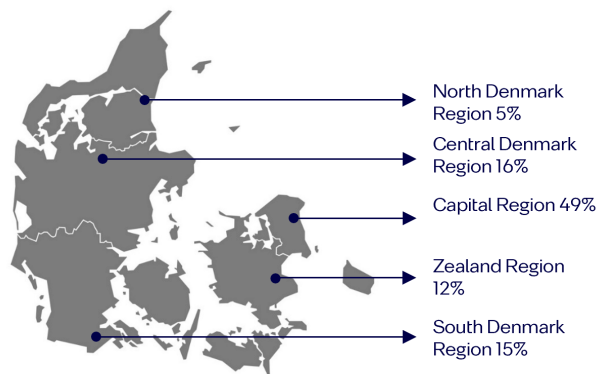 North Denmark
Region 5%
Central Denmark
Region 16%
Capital Region 49%
Zealand Region
12%
South Denmark
Region 15%